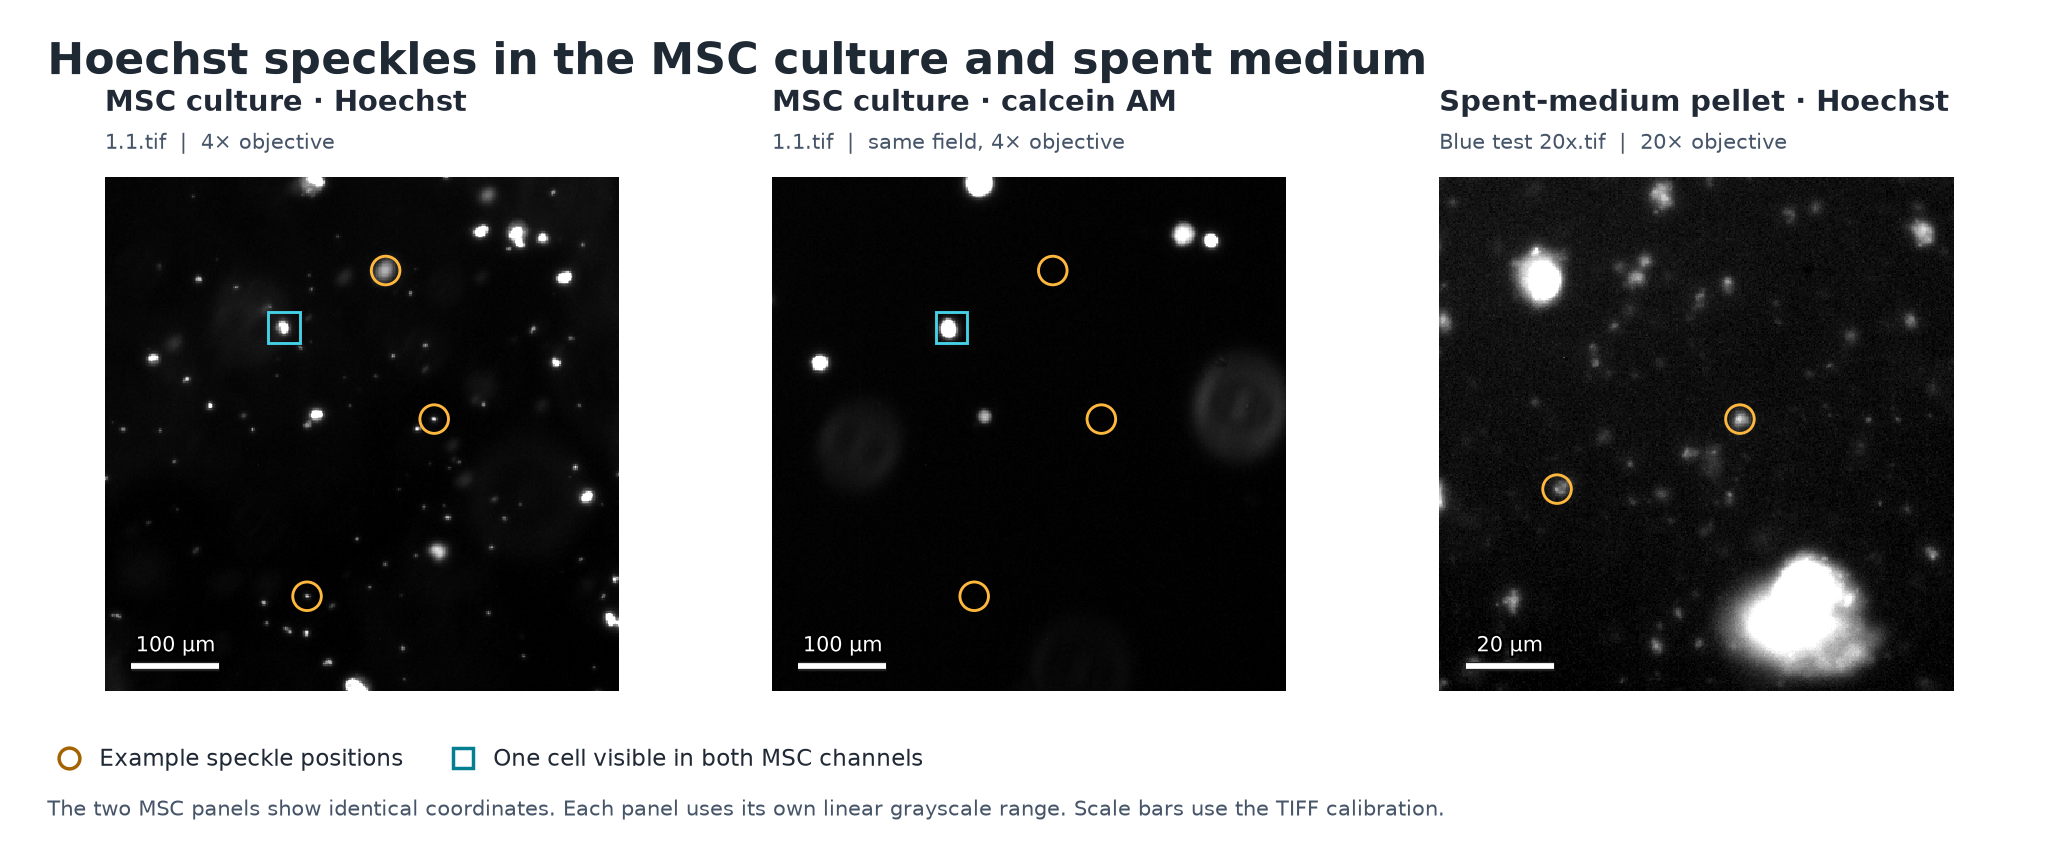 Hoechst speckles in the MSC culture and spent medium
MSC culture · Hoechst
1.1.tif | 4× objective
MSC culture · calcein AM
1.1.tif | same field, 4× objective
Spent-medium pellet · Hoechst
Blue test 20x.tif | 20× objective
100 µm
100 µm
20 µm
Example speckle positions
One cell visible in both MSC channels
The two MSC panels show identical coordinates. Each panel uses its own linear grayscale range. Scale bars use the TIFF calibration.